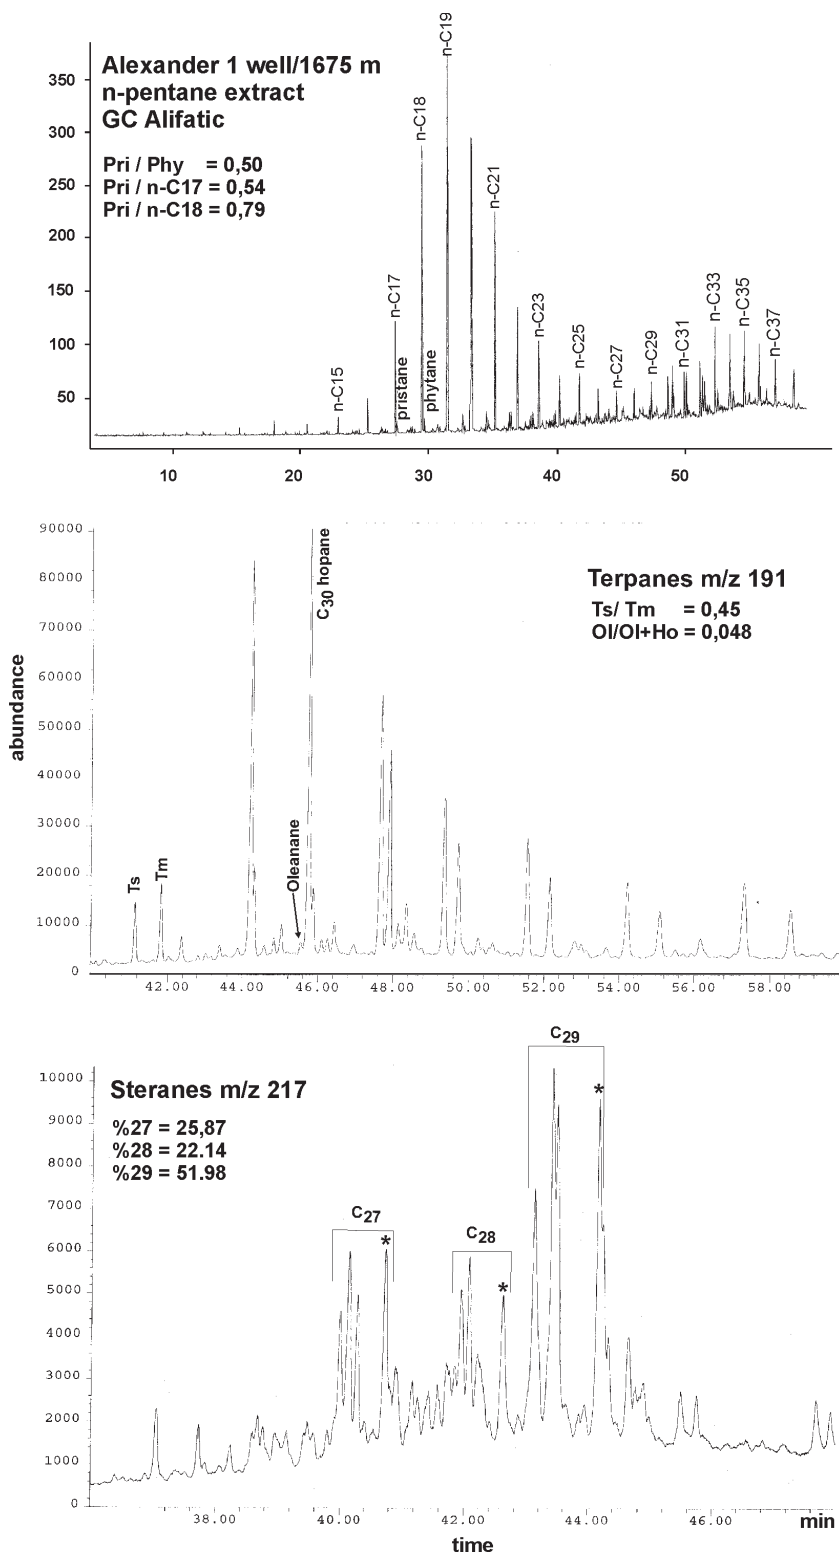 Alexander 1 well/1675 m
n-pentane extract
GC Alifatic
Pri / Phy = 0,50
Pri / n-C17 = 0,54
Pri / n-C18 = 0,79
350
300
250
200
150
100
50
n-C15
n-C17
pristane
n-C18
phytane
n-C19
n-C21
n-C23
n-C25
n-C27
n-C29
n-C31
n-C33
n-C35
n-C37
10
20
30
40
50
Terpanes m/z 191
Ts/ Tm = 0,45
Ol/Ol+Ho = 0,048
abundance
90000
80000
70000
60000
50000
40000
30000
20000
10000
0
Ts
Tm
Oleanane
C30 hopane
42.00
44.00
46.00
48.00
50.00
52.00
54.00
56.00
58.00
Steranes m/z 217
%27 = 25,87
%28 = 22.14
%29 = 51.98
10000
9000
8000
7000
6000
5000
4000
3000
2000
1000
0
C27
*
C28
*
C29
*
38.00
40.00
42.00
44.00
46.00
min
time